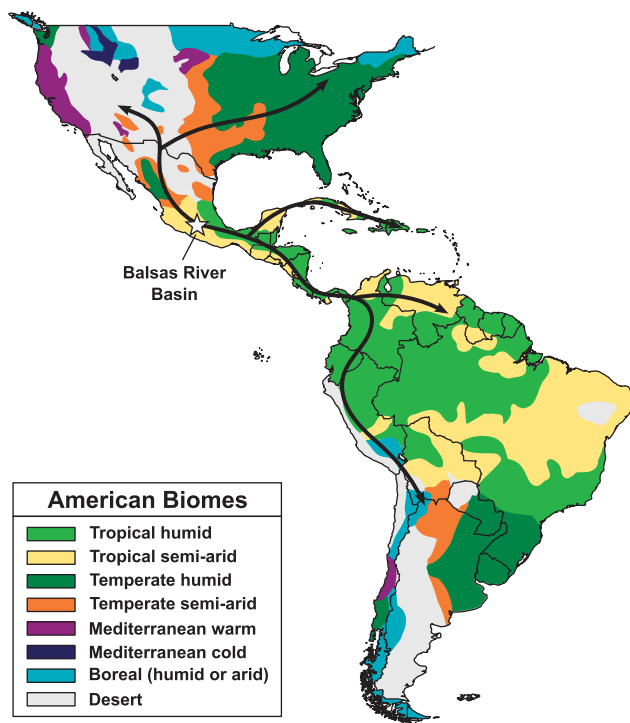 Balsas River
Basin
American Biomes
Tropical humid
Tropical semi-arid
Temperate humid
Temperate semi-arid
Mediterranean warm
Mediterranean cold
Boreal (humid or arid)
Desert